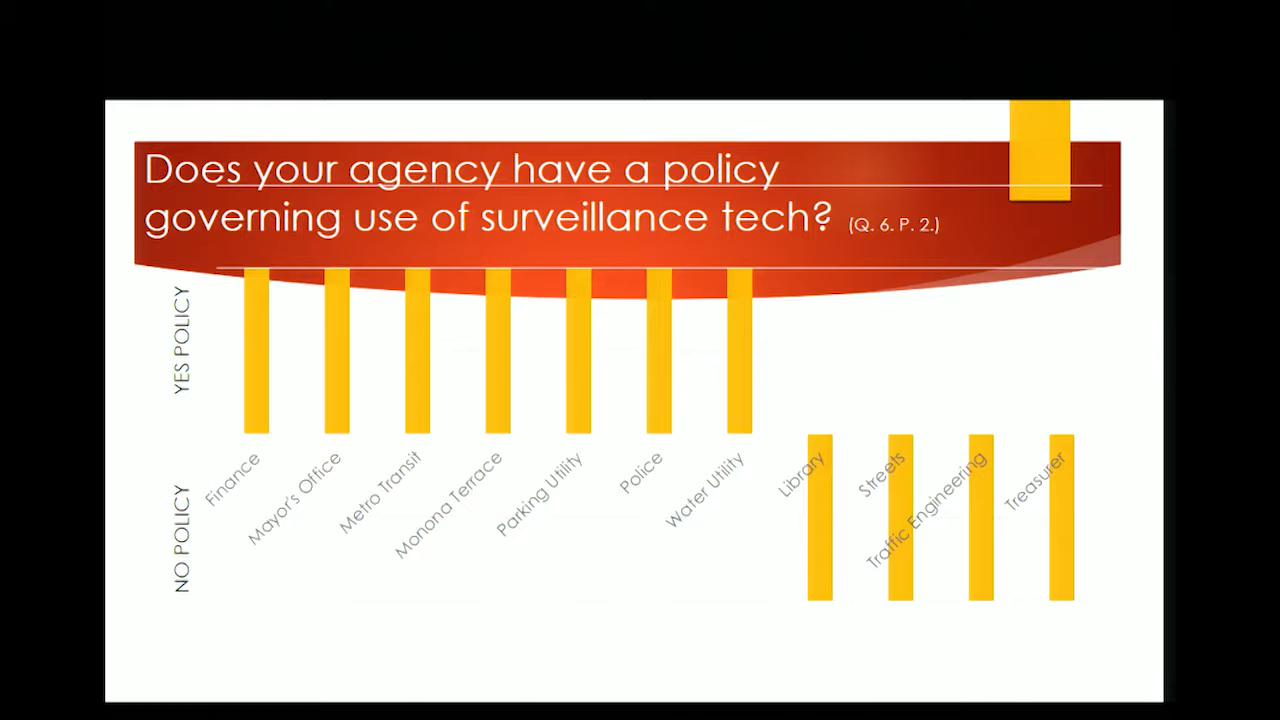 Does your agency have a policy
governing use of surveillance tech? (Q. 6. P. 2.)
YES POLICY
NO POLICY
Finance
Mayor's Office
Metro Transit
Monona Terrace
Parking Utility
Police
Water Utility
Library
Streets
Traffic Engineering
Treasurer